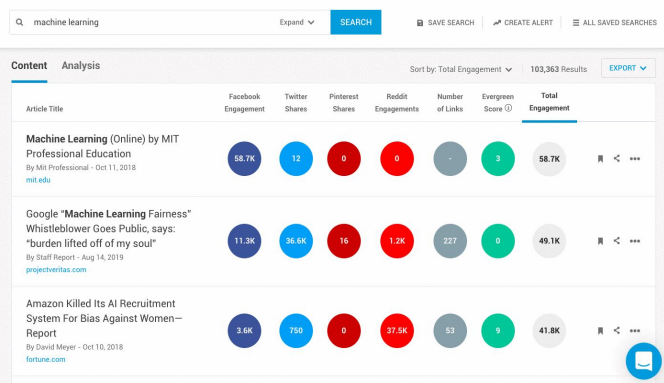 machine learning
Expand
SEARCH
SAVE SEARCH
CREATE ALERT
ALL SAVED SEARCHES
Content
Analysis
Sort by: Total Engagement
103,363 Results
EXPORT
Article Title
Facebook Engagement
Twitter Shares
Pinterest Shares
Reddit Engagements
Number of Links
Evergreen Score
Total Engagement
Machine Learning (Online) by MIT
Professional Education
By Mit Professional - Oct 11, 2018
mit.edu
58.7K
12
0
0
-
3
58.7K
Google “Machine Learning Fairness”
Whistleblower Goes Public, says:
“burden lifted off of my soul”
By Staff Report - Aug 14, 2019
projectveritas.com
11.3K
36.6K
16
1.2K
227
0
49.1K
Amazon Killed Its AI Recruitment
System For Bias Against Women—
Report
By David Meyer - Oct 10, 2018
fortune.com
3.6K
750
0
37.5K
53
9
41.8K